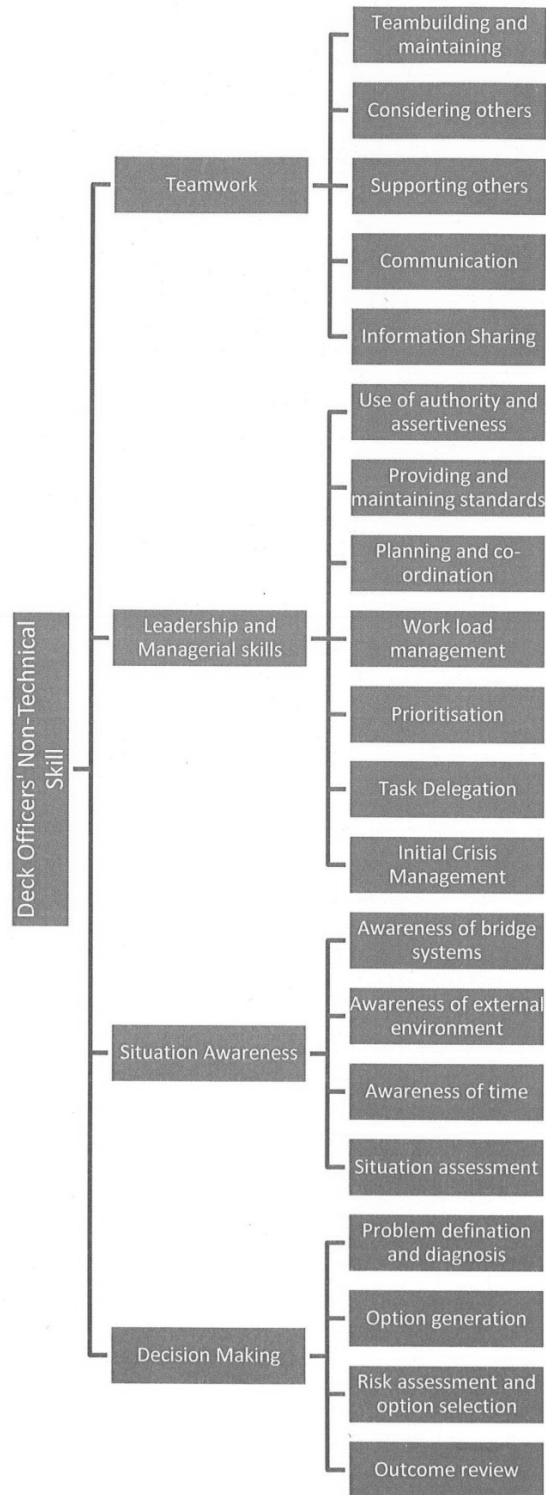 Deck Officers' Non-Technical
Skill
Teamwork
Teambuilding and
maintaining
Considering others
Supporting others
Communication
Information Sharing
Leadership and
Managerial skills
Use of authority and
assertiveness
Providing and
maintaining standards
Planning and co-
ordination
Work load
management
Prioritisation
Task Delegation
Initial Crisis
Management
Situation Awareness
Awareness of bridge
systems
Awareness of external
environment
Awareness of time
Situation assessment
Decision Making
Problem defination
and diagnosis
Option generation
Risk assessment and
option selection
Outcome review